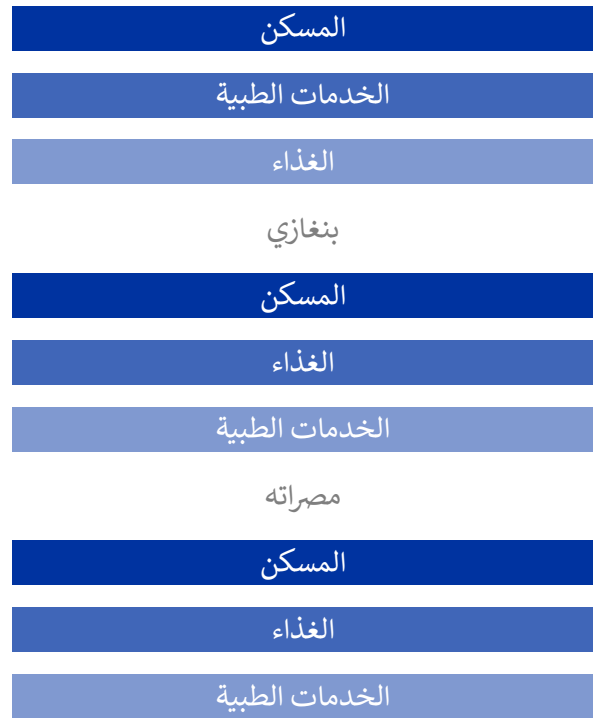 المسكن
الخدمات الطبية
الغذاء
بنغازي
المسكن
الغذاء
الخدمات الطبية
مصراته
المسكن
الغذاء
الخدمات الطبية